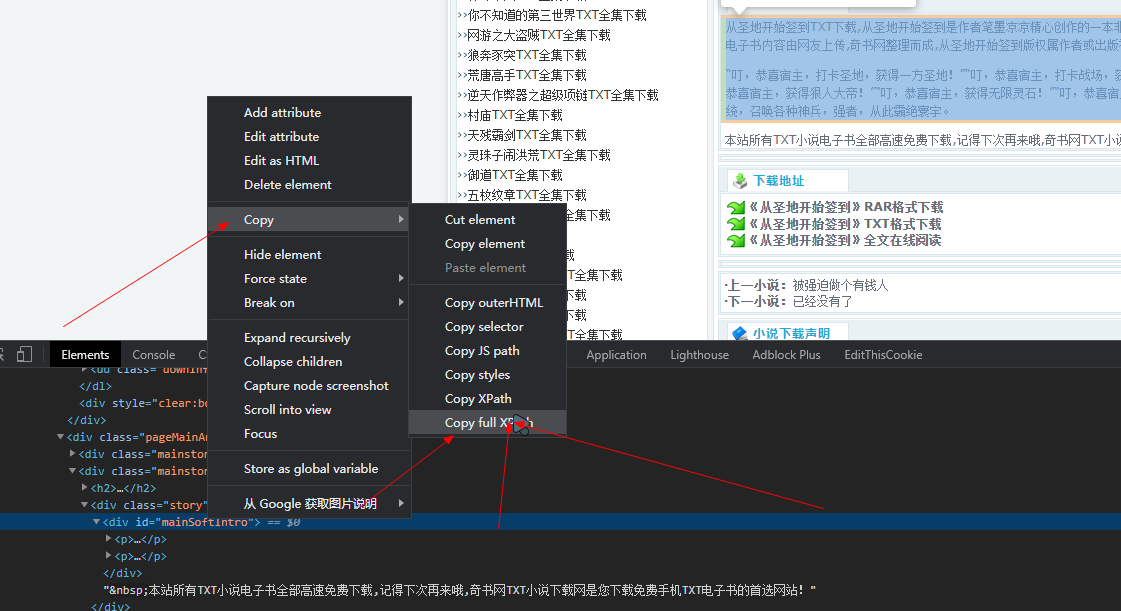 >>你不知道的第三世界TXT全集下载
>>网游之大盗贼TXT全集下载
>>狼奔豕突TXT全集下载
>>荒唐高手TXT全集下载
>>逆天作弊器之超级项链TXT全集下载
>>村庙TXT全集下载
>>天残霸剑TXT全集下载
>>灵珠子闹洪荒TXT全集下载
>>御道TXT全集下载
>>五枚纹章TXT全集下载
全集下载
载
TXT全集下载
下载
下载
TXT全集下载
从圣地开始签到TXT下载,从圣地开始签到是作者笔墨凉凉精心创作的一本非
电子书内容由网友上传,奇书网整理而成,从圣地开始签到版权属作者或出版
"叮，恭喜宿主，打卡圣地，获得一方圣地！""叮，恭喜宿主，打卡战场，获
恭喜宿主，获得狠人大帝！""叮，恭喜宿主，获得无限灵石！""叮，恭喜宿
统，召唤各种神兵，强者，从此霸绝寰宇。
本站所有TXT小说电子书全部高速免费下载,记得下次再来哦,奇书网TXT小说
下载地址
《从圣地开始签到》RAR格式下载
《从圣地开始签到》TXT格式下载
《从圣地开始签到》全文在线阅读
·上一小说：被强迫做个有钱人
·下一小说：已经没有了
小说下载声明
Add attribute
Edit attribute
Edit as HTML
Delete element
Copy
Hide element
Force state
Break on
Expand recursively
Collapse children
Capture node screenshot
Scroll into view
Focus
Store as global variable
从 Google 获取图片说明
Cut element
Copy element
Paste element
Copy outerHTML
Copy selector
Copy JS path
Copy styles
Copy XPath
Copy full XPath
Elements Console C Application Lighthouse Adblock Plus EditThisCookie
</dl>
<div style="clear:bo
</div>
<div class="pageMainAr
<div class="mainstor
<div class="mainstor
<h2>…</h2>
<div class="story"
<div id="mainSoftIntro"> == $0
<p>…</p>
<p>…</p>
</div>
"&nbsp;本站所有TXT小说电子书全部高速免费下载,记得下次再来哦,奇书网TXT小说下载网是您下载免费手机TXT电子书的首选网站! "
</div>